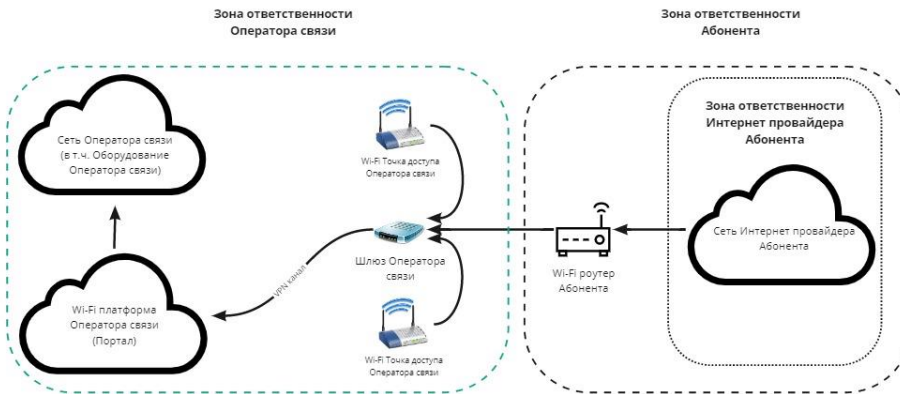 Зона ответственности
Оператора связи
Зона ответственности
Абонента
Зона ответственности
Интернет провайдера
Абонента
Сеть Оператора связи
(в т.ч. Оборудование
Оператора связи)
Wi-Fi Точка доступа
Оператора связи
Сеть Интернет провайдера
Абонента
Шлюз Оператора
связи
Wi-Fi роутер
Абонента
VPN канал
Wi-Fi платформа
Оператора связи
(Портал)
Wi-Fi Точка доступа
Оператора связи